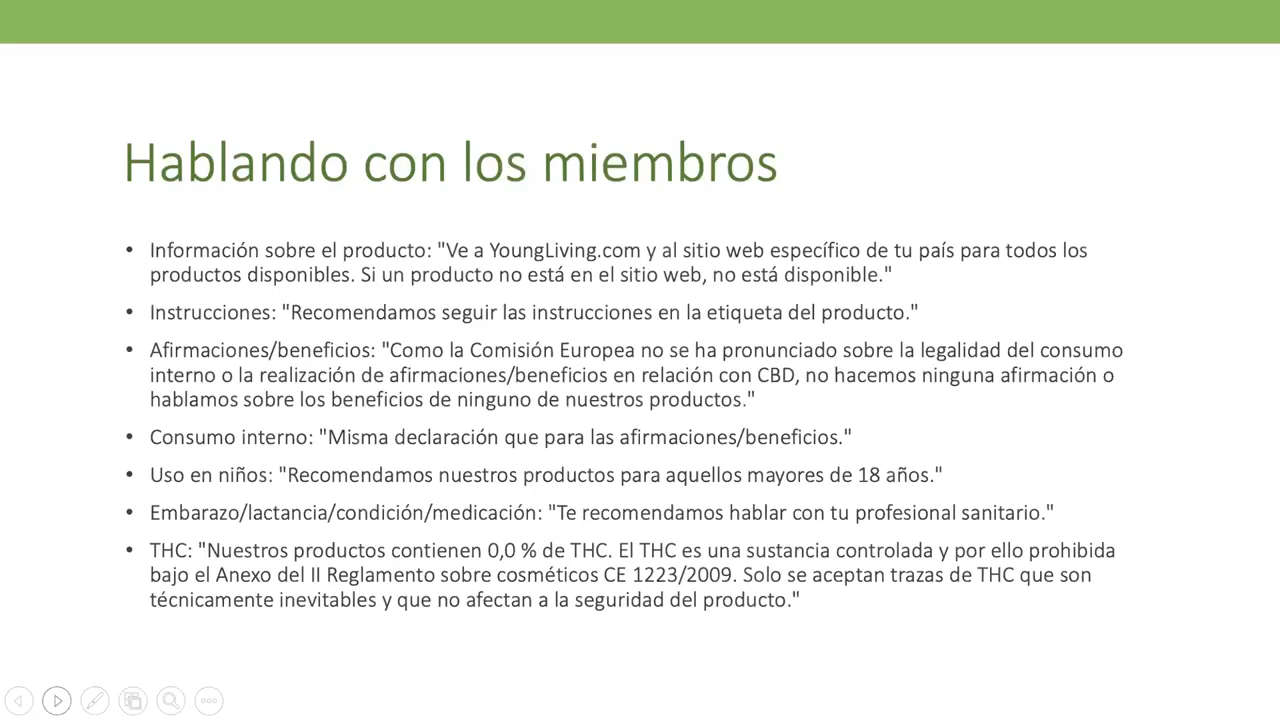 Hablando con los miembros
• Información sobre el producto: "Ve a YoungLiving.com y al sitio web específico de tu país para todos los
productos disponibles. Si un producto no está en el sitio web, no está disponible."
• Instrucciones: "Recomendamos seguir las instrucciones en la etiqueta del producto."
• Afirmaciones/beneficios: "Como la Comisión Europea no se ha pronunciado sobre la legalidad del consumo
interno o la realización de afirmaciones/beneficios en relación con CBD, no hacemos ninguna afirmación o
hablamos sobre los beneficios de ninguno de nuestros productos."
• Consumo interno: "Misma declaración que para las afirmaciones/beneficios."
• Uso en niños: "Recomendamos nuestros productos para aquellos mayores de 18 años."
• Embarazo/lactancia/condición/medicación: "Te recomendamos hablar con tu profesional sanitario."
• THC: "Nuestros productos contienen 0,0 % de THC. El THC es una sustancia controlada y por ello prohibida
bajo el Anexo del II Reglamento sobre cosméticos CE 1223/2009. Solo se aceptan trazas de THC que son
técnicamente inevitables y que no afectan a la seguridad del producto."